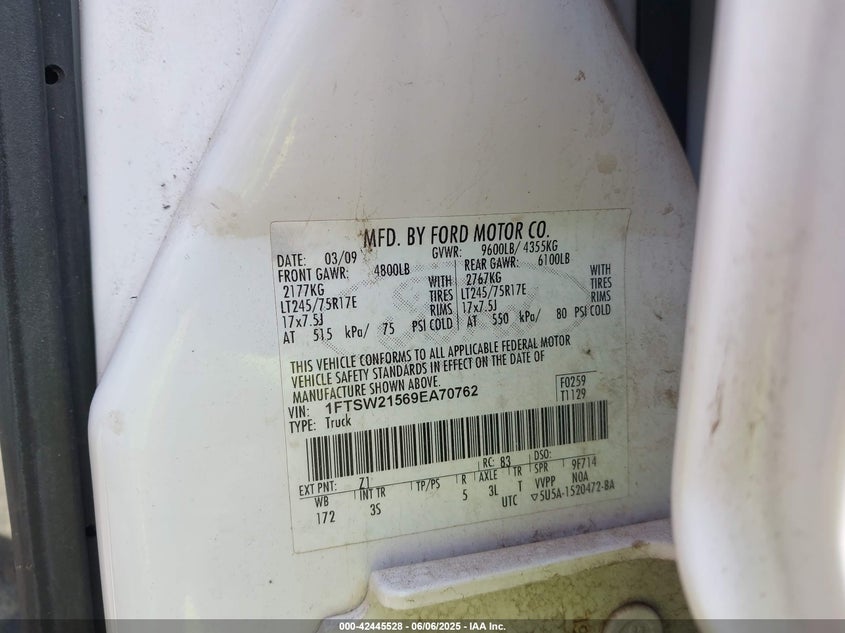 MFD. BY FORD MOTOR CO.
DATE: 03/09 GVWR: 9600LB/ 4355KG
FRONT GAWR: 4800LB REAR GAWR: 6100LB
2177KG WITH 2767KG WITH
LT245/75R17E TIRES LT245/75R17E TIRES
17x7.5J RIMS 17x7.5J RIMS
AT 515 kPa/ 75 PSI COLD AT 550 kPa/ 80 PSI COLD
THIS VEHICLE CONFORMS TO ALL APPLICABLE FEDERAL MOTOR
VEHICLE SAFETY STANDARDS IN EFFECT ON THE DATE OF
MANUFACTURE SHOWN ABOVE.
VIN: 1FTSW21569EA70762 F0259
TYPE: Truck T1129
EXT PNT: Z1 RC: 83 DSO:
WB INT TR TP/PS R AXLE TR SPR 9F714
172 3S 5 3L T VVPP NOA
UTC ▽5U5A-1520472-BA
000-42445528 - 06/06/2025 - IAA Inc.